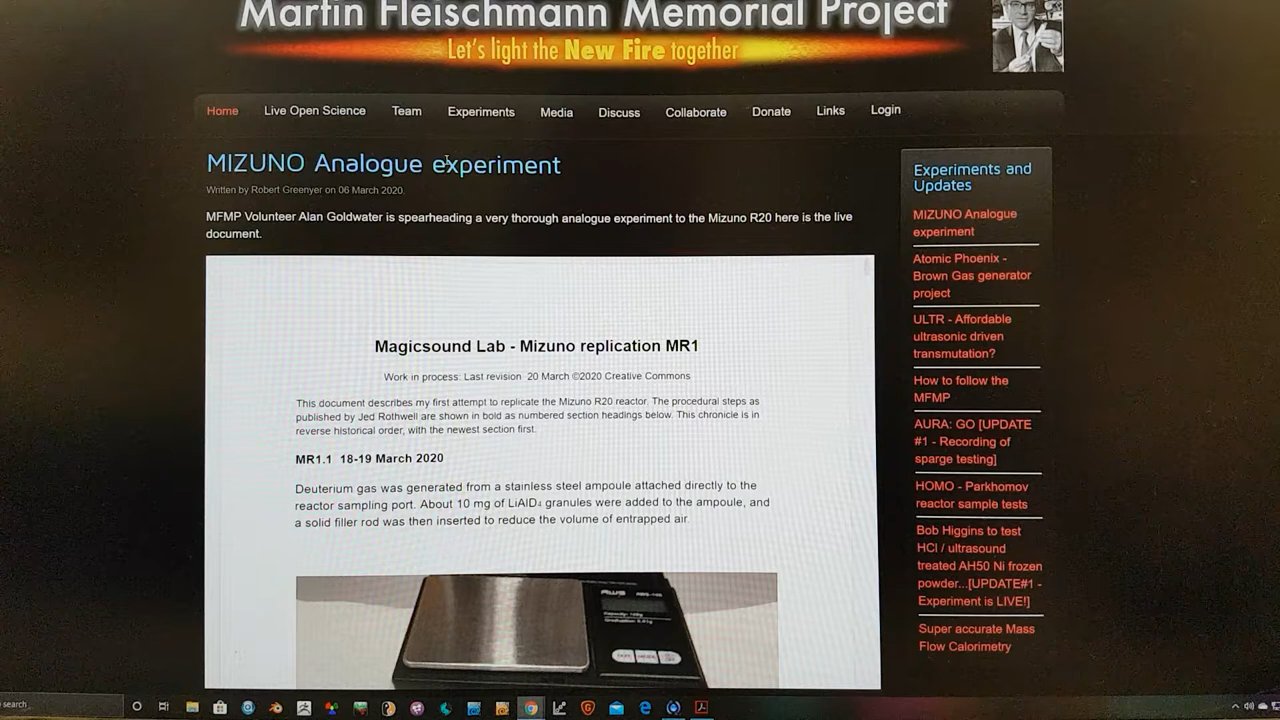 Martin Fleischmann Memorial Project
Let's light the New Fire together
Home Live Open Science Team Experiments Media Discuss Collaborate Donate Links Login
MIZUNO Analogue experiment
Written by Robert Greenyer on 06 March 2020.
MFMP Volunteer Alan Goldwater is spearheading a very thorough analogue experiment to the Mizuno R20 here is the live
document.
Magicsound Lab - Mizuno replication MR1
Work in process: Last revision 20 March ©2020 Creative Commons
This document describes my first attempt to replicate the Mizuno R20 reactor. The procedural steps as
published by Jed Rothwell are shown in bold as numbered section headings below. This chronicle is in
reverse historical order, with the newest section first.
MR1.1 18-19 March 2020
Deuterium gas was generated from a stainless steel ampoule attached directly to the
reactor sampling port. About 10 mg of LiAlD₄ granules were added to the ampoule, and
a solid filler rod was then inserted to reduce the volume of entrapped air.
AWS
Experiments and
Updates
MIZUNO Analogue
experiment
Atomic Phoenix -
Brown Gas generator
project
ULTR - Affordable
ultrasonic driven
transmutation?
How to follow the
MFMP
AURA: GO [UPDATE
#1 - Recording of
sparge testing]
HOMO - Parkhomov
reactor sample tests
Bob Higgins to test
HCl / ultrasound
treated AH50 Ni frozen
powder...[UPDATE#1 -
Experiment is LIVE!]
Super accurate Mass
Flow Calorimetry
search